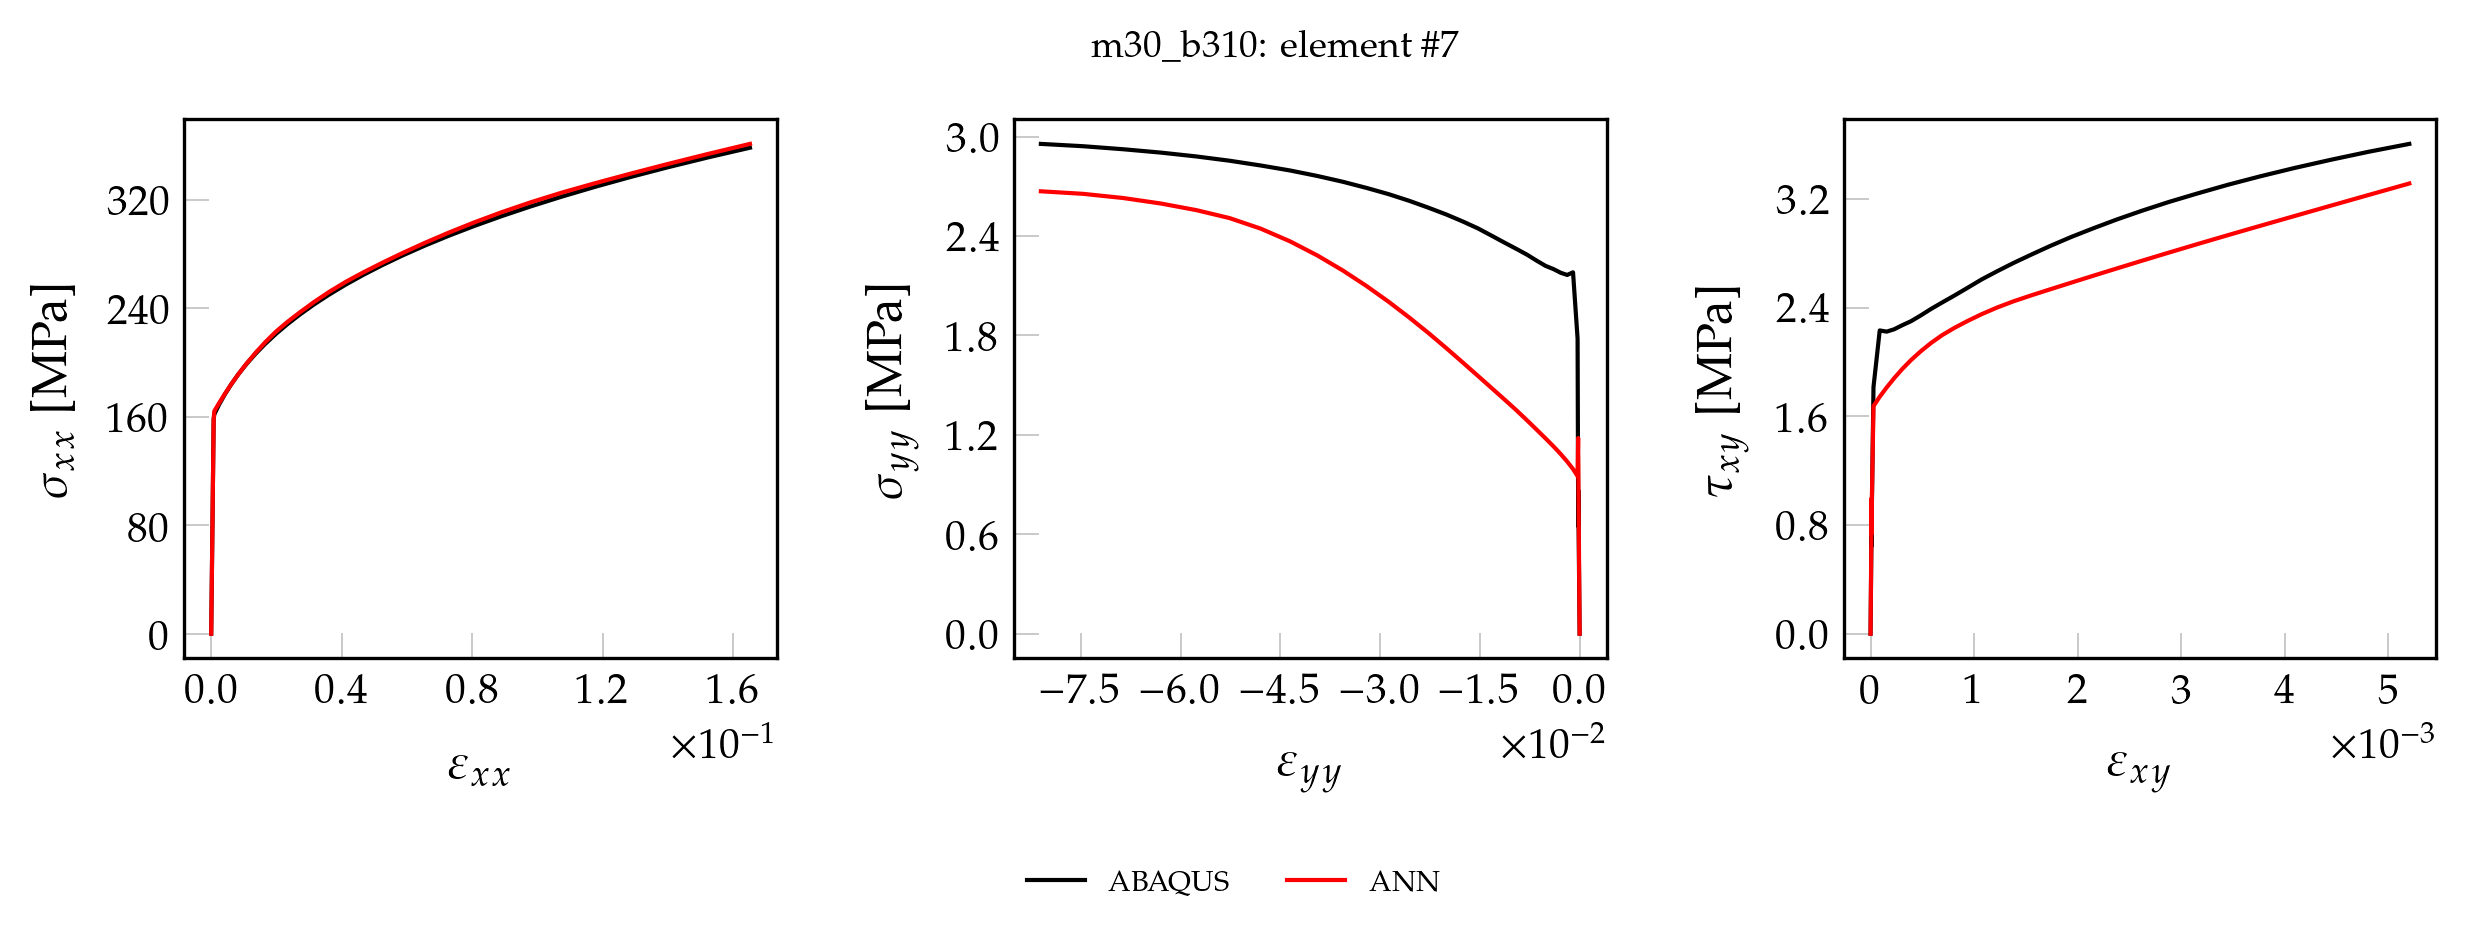 m30_b310: element #7
σxx [MPa]
320
240
160
80
0
0.0 0.4 0.8 1.2 1.6
×10⁻¹
εxx
σyy [MPa]
3.0
2.4
1.8
1.2
0.6
0.0
−7.5 −6.0 −4.5 −3.0 −1.5 0.0
×10⁻²
εyy
τxy [MPa]
3.2
2.4
1.6
0.8
0.0
0 1 2 3 4 5
×10⁻³
εxy
ABAQUS ANN